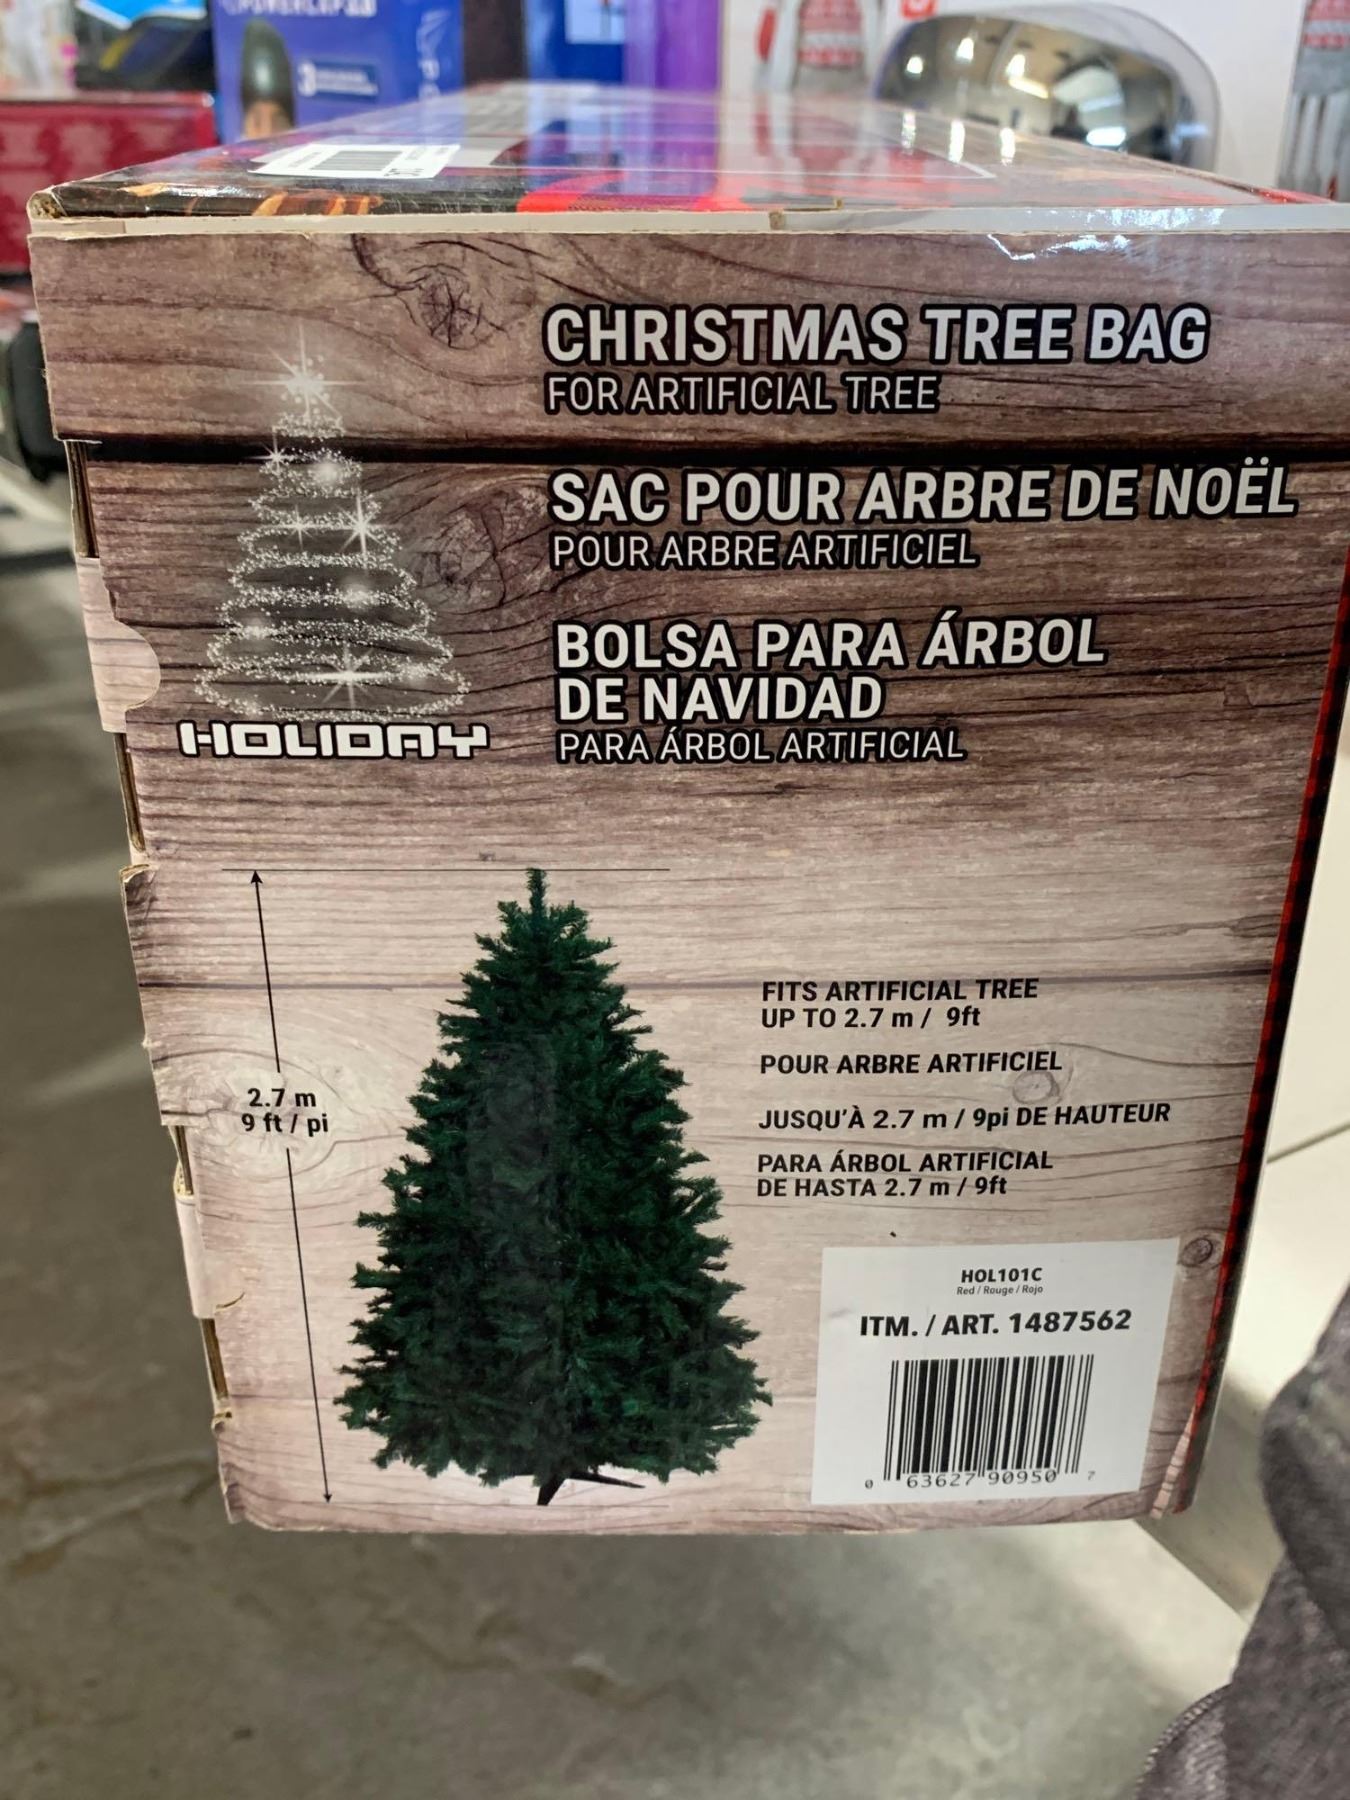 CHRISTMAS TREE BAG
FOR ARTIFICIAL TREE
SAC POUR ARBRE DE NOËL
POUR ARBRE ARTIFICIEL
BOLSA PARA ÁRBOL
DE NAVIDAD
PARA ÁRBOL ARTIFICIAL
HOLIDAY
2.7 m
9 ft / pi
FITS ARTIFICIAL TREE
UP TO 2.7 m / 9ft
POUR ARBRE ARTIFICIEL
JUSQU'À 2.7 m / 9pi DE HAUTEUR
PARA ÁRBOL ARTIFICIAL
DE HASTA 2.7 m / 9ft
HOL101C
Red / Rouge / Rojo
ITM. / ART. 1487562
0 63627 90950 7